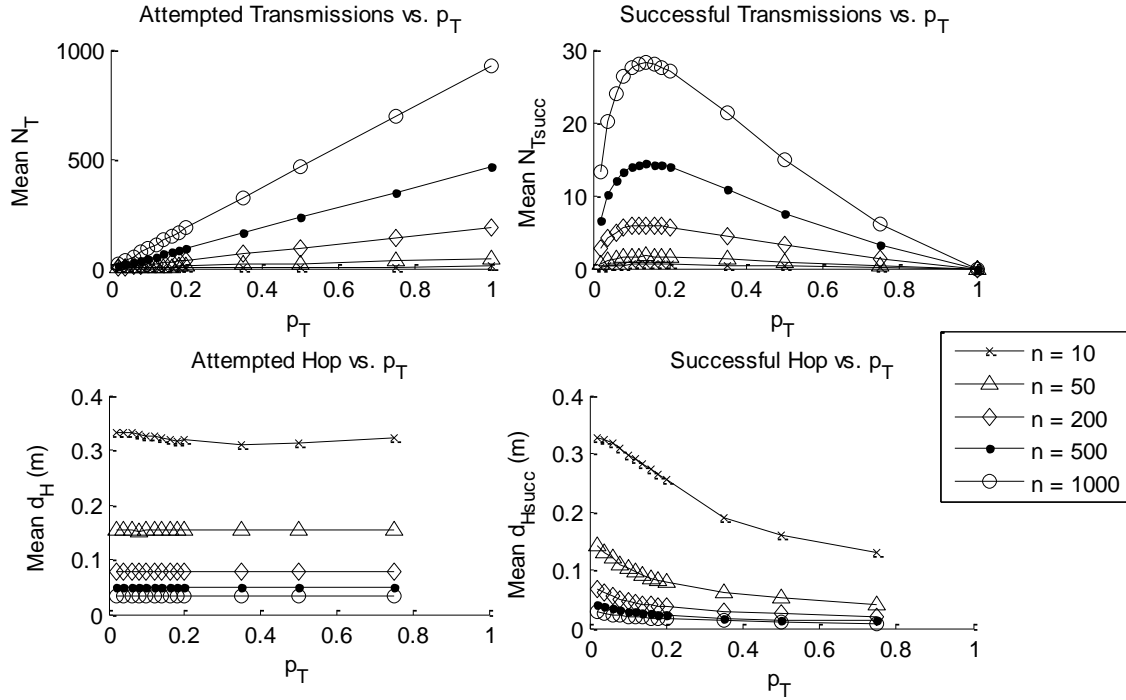 Attempted Transmissions vs. p_T
Mean N_T
1000
500
0
0 0.2 0.4 0.6 0.8 1
p_T
Successful Transmissions vs. p_T
Mean N_Tsucc
30
20
10
0
0 0.2 0.4 0.6 0.8 1
p_T
Attempted Hop vs. p_T
Mean d_H (m)
0.4
0.3
0.2
0.1
0
0 0.2 0.4 0.6 0.8 1
p_T
Successful Hop vs. p_T
Mean d_Hsucc (m)
0.4
0.3
0.2
0.1
0
0 0.2 0.4 0.6 0.8 1
p_T
n = 10
n = 50
n = 200
n = 500
n = 1000